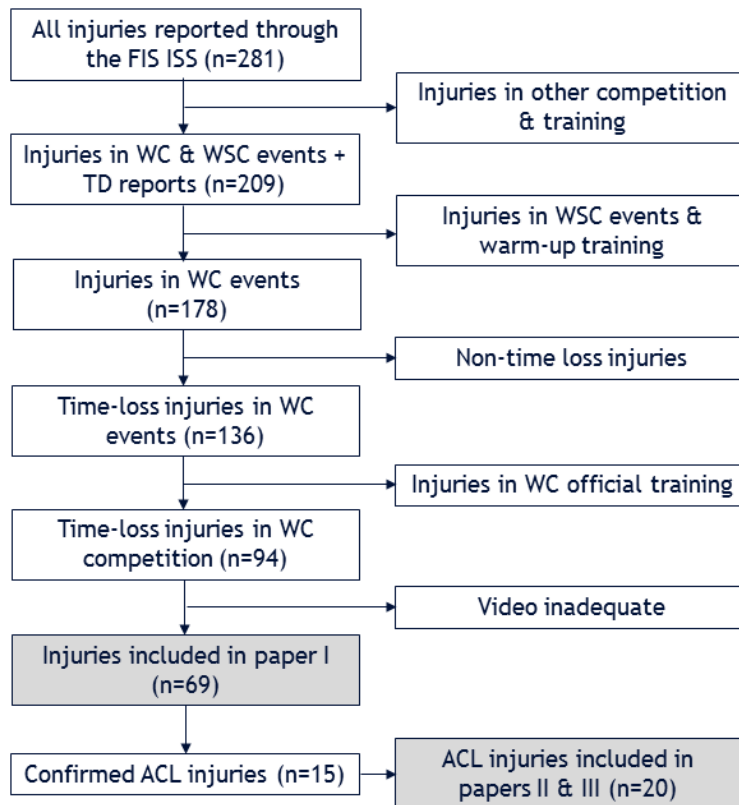 All injuries reported through
the FIS ISS (n=281)
Injuries in other competition
& training
Injuries in WC & WSC events +
TD reports (n=209)
Injuries in WSC events &
warm-up training
Injuries in WC events
(n=178)
Non-time loss injuries
Time-loss injuries in WC
events (n=136)
Injuries in WC official training
Time-loss injuries in WC
competition (n=94)
Video inadequate
Injuries included in paper I
(n=69)
Confirmed ACL injuries (n=15)
ACL injuries included in
papers II & III (n=20)